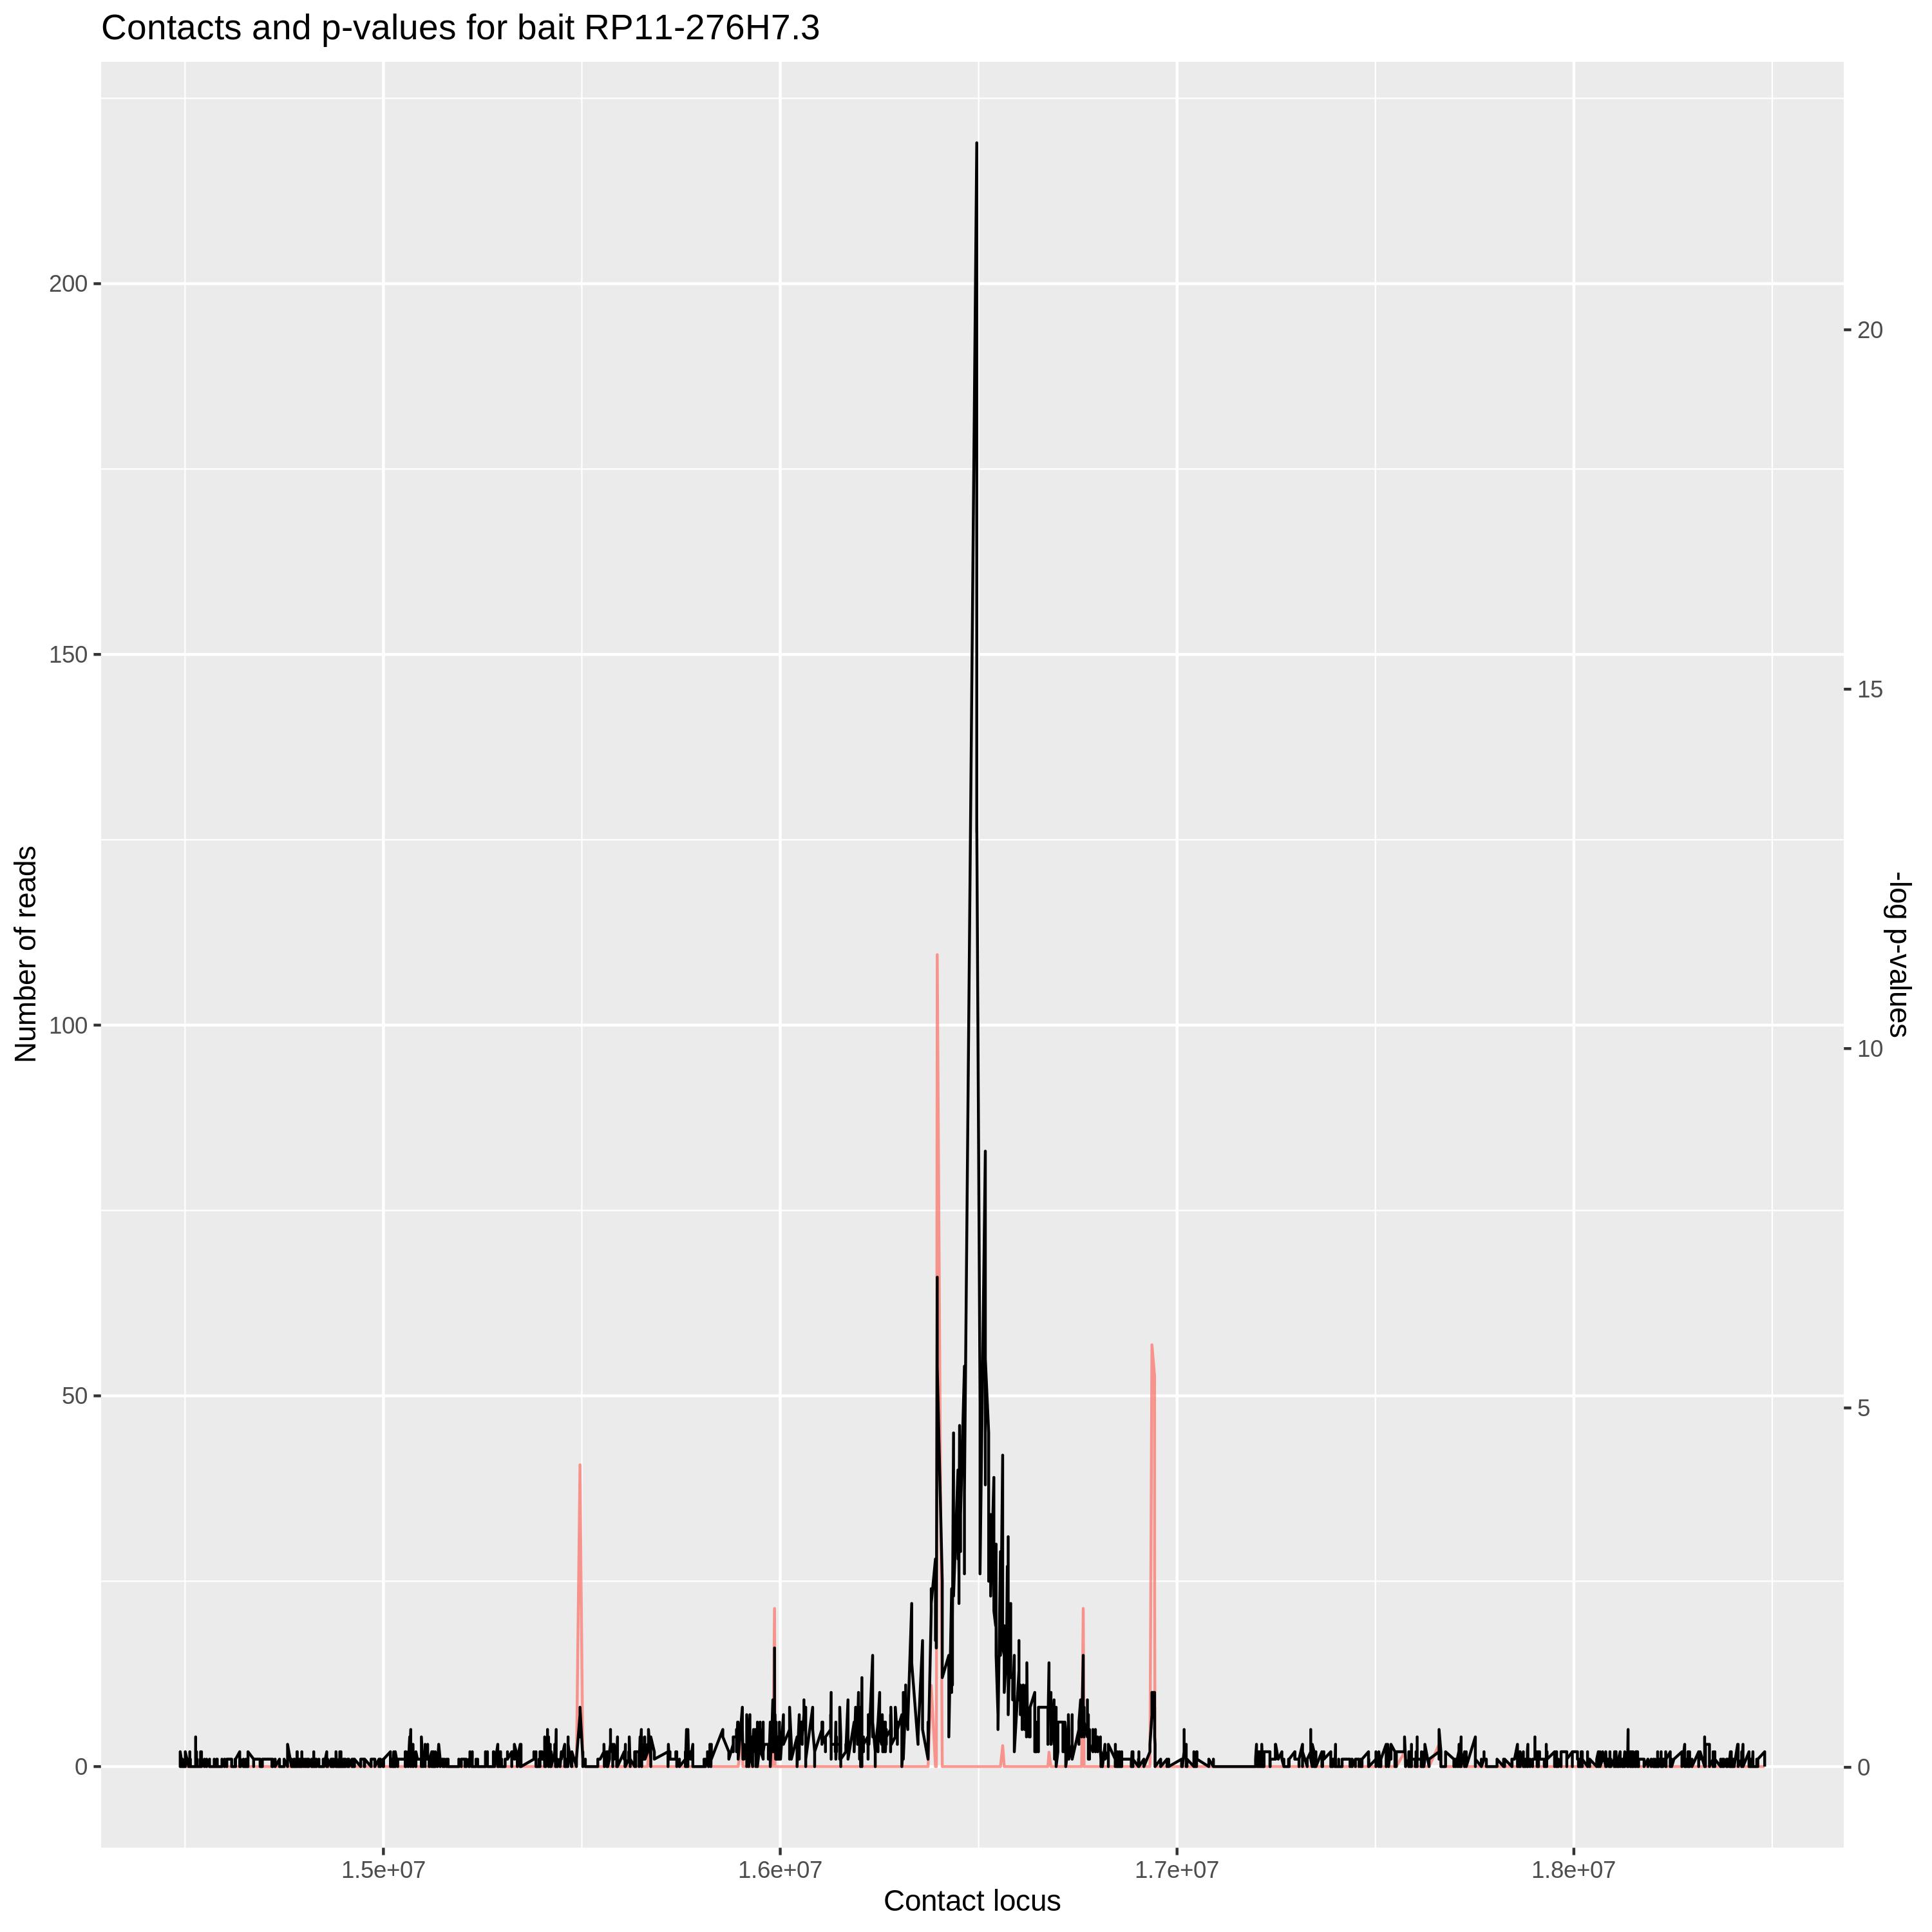 Contacts and p-values for bait RP11-276H7.3
Number of reads
200
150
100
50
0
20
15
10
5
0
-log p-values
1.5e+07
1.6e+07
1.7e+07
1.8e+07
Contact locus